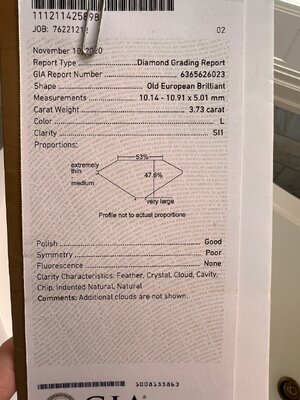 111211425898
JOB: 7622121 02
November 10, 2020
Report Type Diamond Grading Report
GIA Report Number 6365626023
Shape Old European Brilliant
Measurements 10.14 - 10.91 x 5.01 mm
Carat Weight 3.73 carat
Color L
Clarity SI1
Proportions:
53%
extremely
thin
47.6%
medium
very large
Profile not to actual proportions
Polish Good
Symmetry Poor
Fluorescence None
Clarity Characteristics: Feather, Crystal, Cloud, Cavity,
Chip, Indented Natural, Natural
Comments: Additional clouds are not shown.
GIA